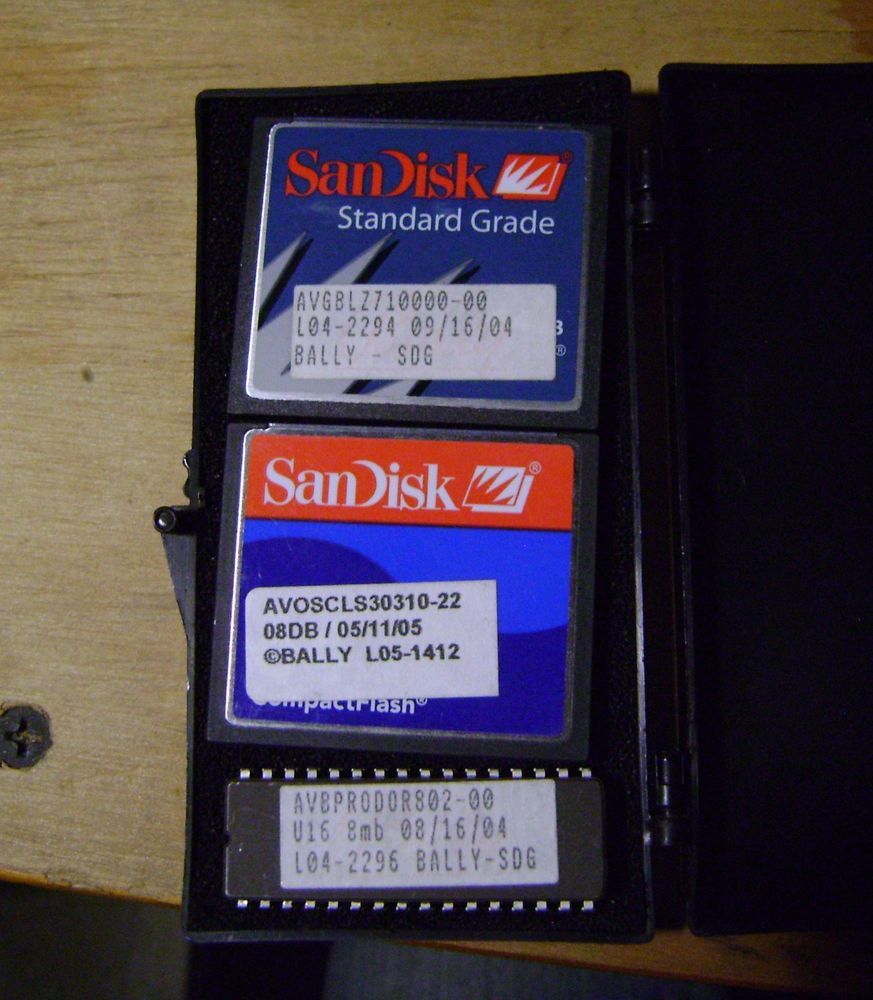 SanDisk ®
Standard Grade
AVGBLZ710000-00
L04-2294 09/16/04
BALLY - SDG
B
®
SanDisk ®
AVOSCLS30310-22
08DB / 05/11/05
©BALLY L05-1412
CompactFlash®
AVBPRODOR802-00
U16 8mb 08/16/04
L04-2296 BALLY-SDG